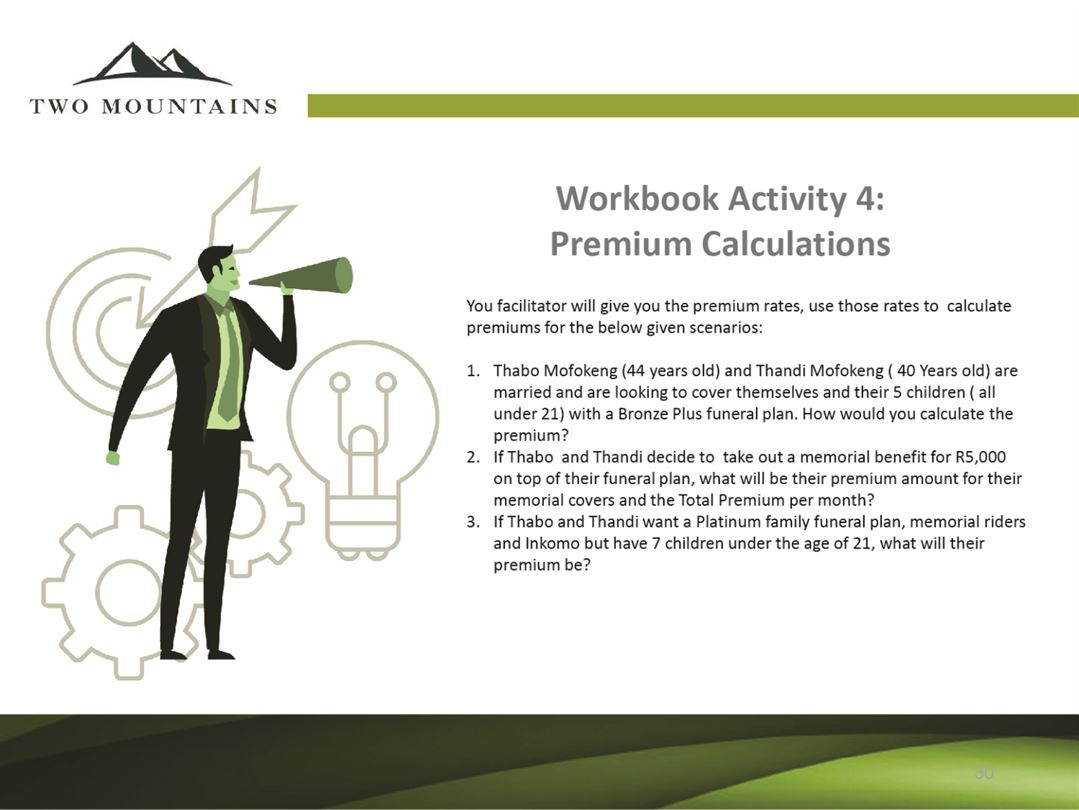 TWO MOUNTAINS
Workbook Activity 4:
Premium Calculations
You facilitator will give you the premium rates, use those rates to  calculate
premiums for the below given scenarios:
1. Thabo Mofokeng (44 years old) and Thandi Mofokeng ( 40 Years old) are
married and are looking to cover themselves and their 5 children ( all
under 21) with a Bronze Plus funeral plan. How would you calculate the
premium?
2. If Thabo  and Thandi decide to  take out a memorial benefit for R5,000
on top of their funeral plan, what will be their premium amount for their
memorial covers and the Total Premium per month?
3. If Thabo and Thandi want a Platinum family funeral plan, memorial riders
and Inkomo but have 7 children under the age of 21, what will their
premium be?
30